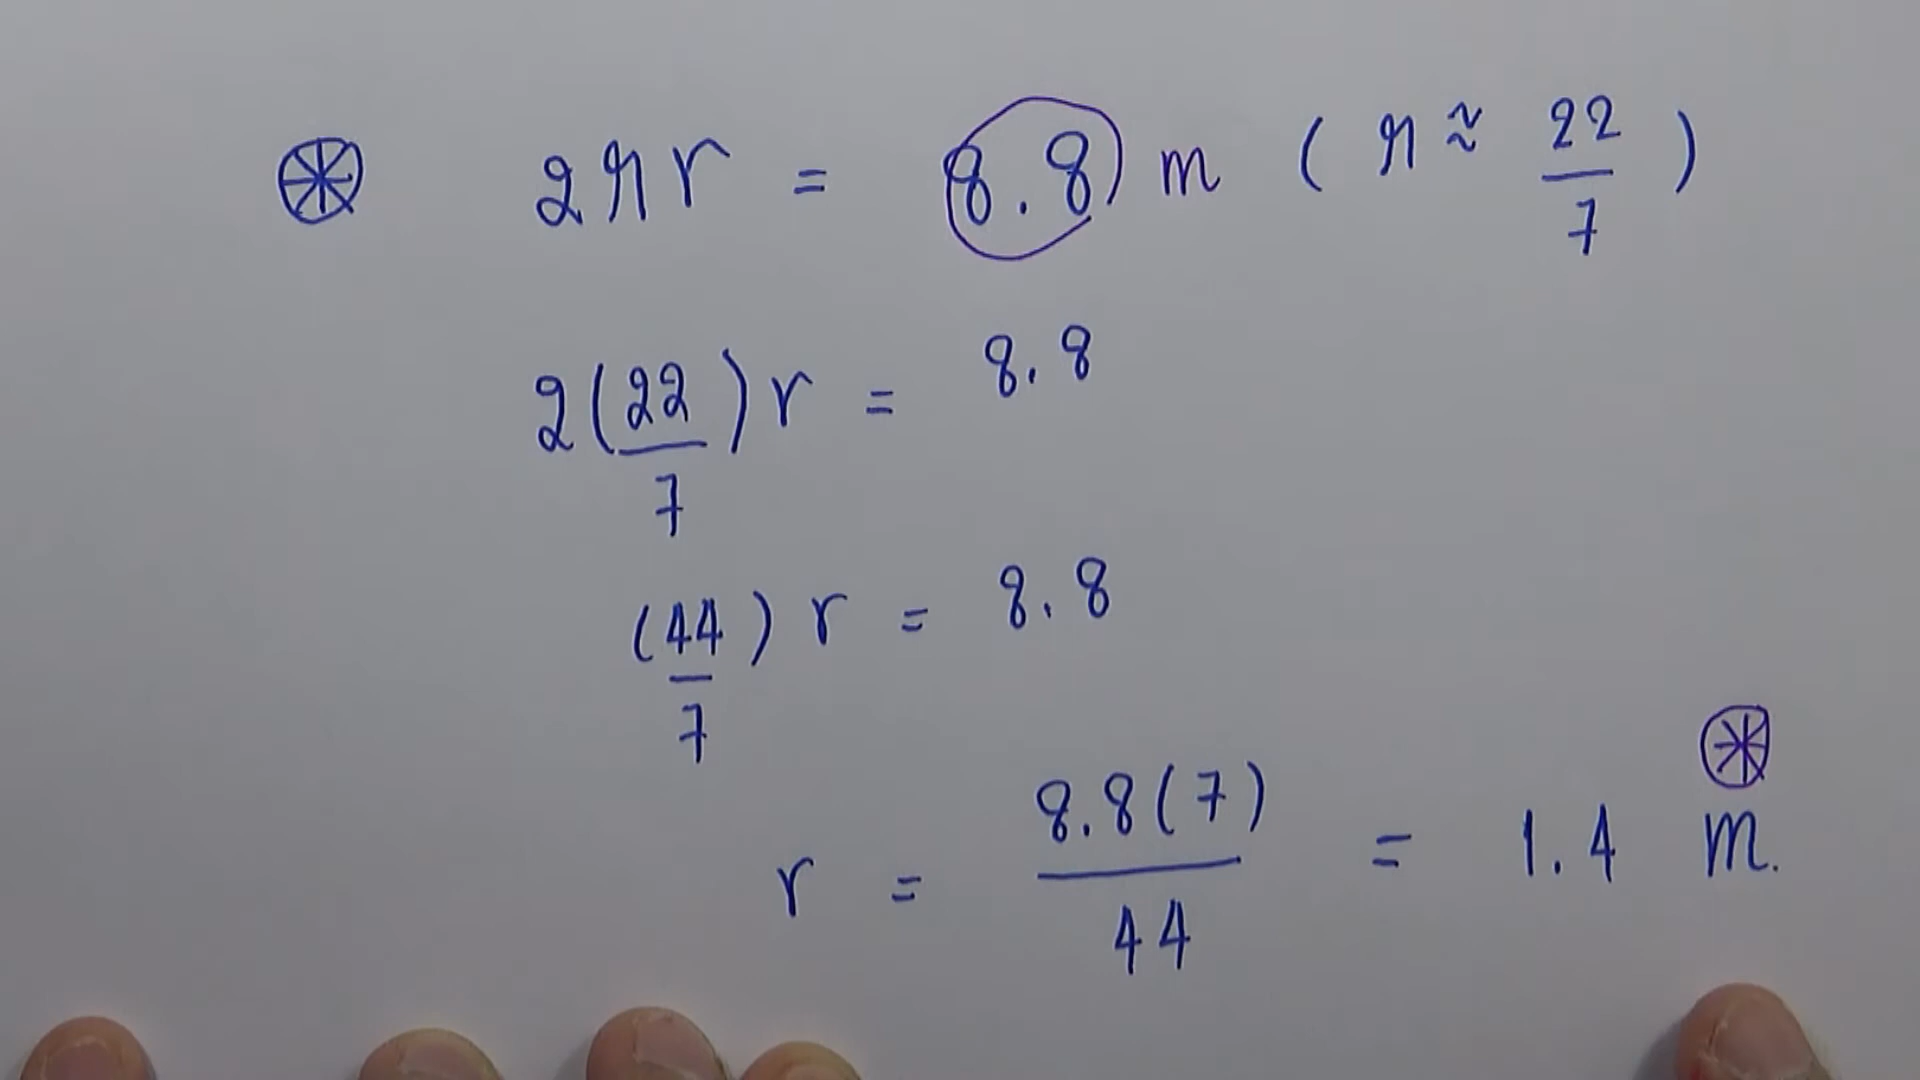 ⊛ 2πr = 8.8 m ( π ≈ 22/7 )
2(22/7)r = 8.8
(44/7) r = 8.8
r = 8.8(7)/44 = 1.4 m. ⊛